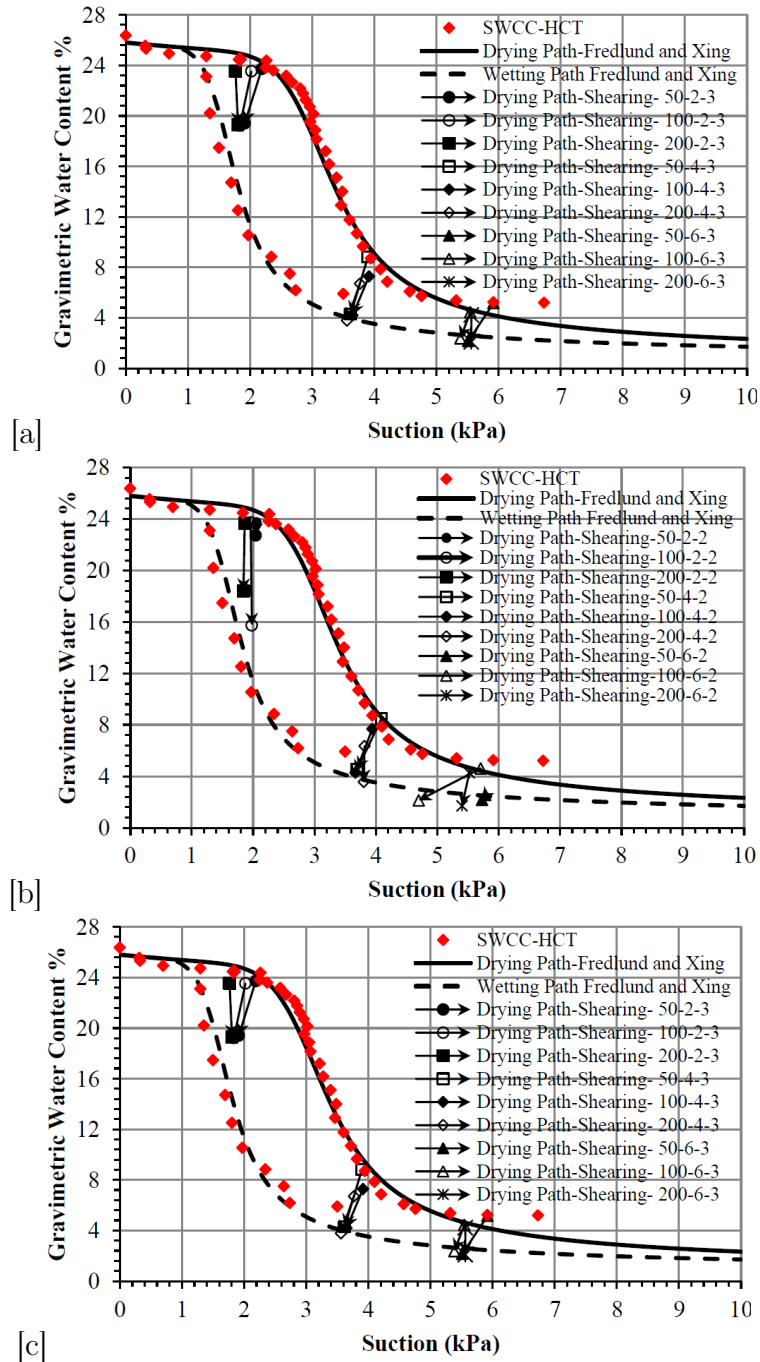 28
SWCC-HCT
Drying Path-Fredlund and Xing
24
Wetting Path Fredlund and Xing
Drying Path-Shearing- 50-2-3
20
Drying Path-Shearing- 100-2-3
Drying Path-Shearing- 200-2-3
16
Drying Path-Shearing- 50-4-3
Drying Path-Shearing- 100-4-3
12
Drying Path-Shearing- 200-4-3
Drying Path-Shearing- 50-6-3
8
Drying Path-Shearing- 100-6-3
Drying Path-Shearing- 200-6-3
4
0
Gravimetric Water Content %
0 1 2 3 4 5 6 7 8 9 10
Suction (kPa)
[a]
28
SWCC-HCT
Drying Path-Fredlund and Xing
24
Wetting Path Fredlund and Xing
Drying Path-Shearing-50-2-2
20
Drying Path-Shearing-100-2-2
Drying Path-Shearing-200-2-2
Drying Path-Shearing-50-4-2
16
Drying Path-Shearing-100-4-2
Drying Path-Shearing-200-4-2
12
Drying Path-Shearing-50-6-2
Drying Path-Shearing-100-6-2
Drying Path-Shearing-200-6-2
8
4
0
Gravimetric Water Content %
0 1 2 3 4 5 6 7 8 9 10
Suction (kPa)
[b]
28
SWCC-HCT
Drying Path-Fredlund and Xing
24
Wetting Path Fredlund and Xing
Drying Path-Shearing- 50-2-3
20
Drying Path-Shearing- 100-2-3
Drying Path-Shearing- 200-2-3
16
Drying Path-Shearing- 50-4-3
Drying Path-Shearing- 100-4-3
12
Drying Path-Shearing- 200-4-3
Drying Path-Shearing- 50-6-3
8
Drying Path-Shearing- 100-6-3
Drying Path-Shearing- 200-6-3
4
0
Gravimetric Water Content %
0 1 2 3 4 5 6 7 8 9 10
Suction (kPa)
[c]